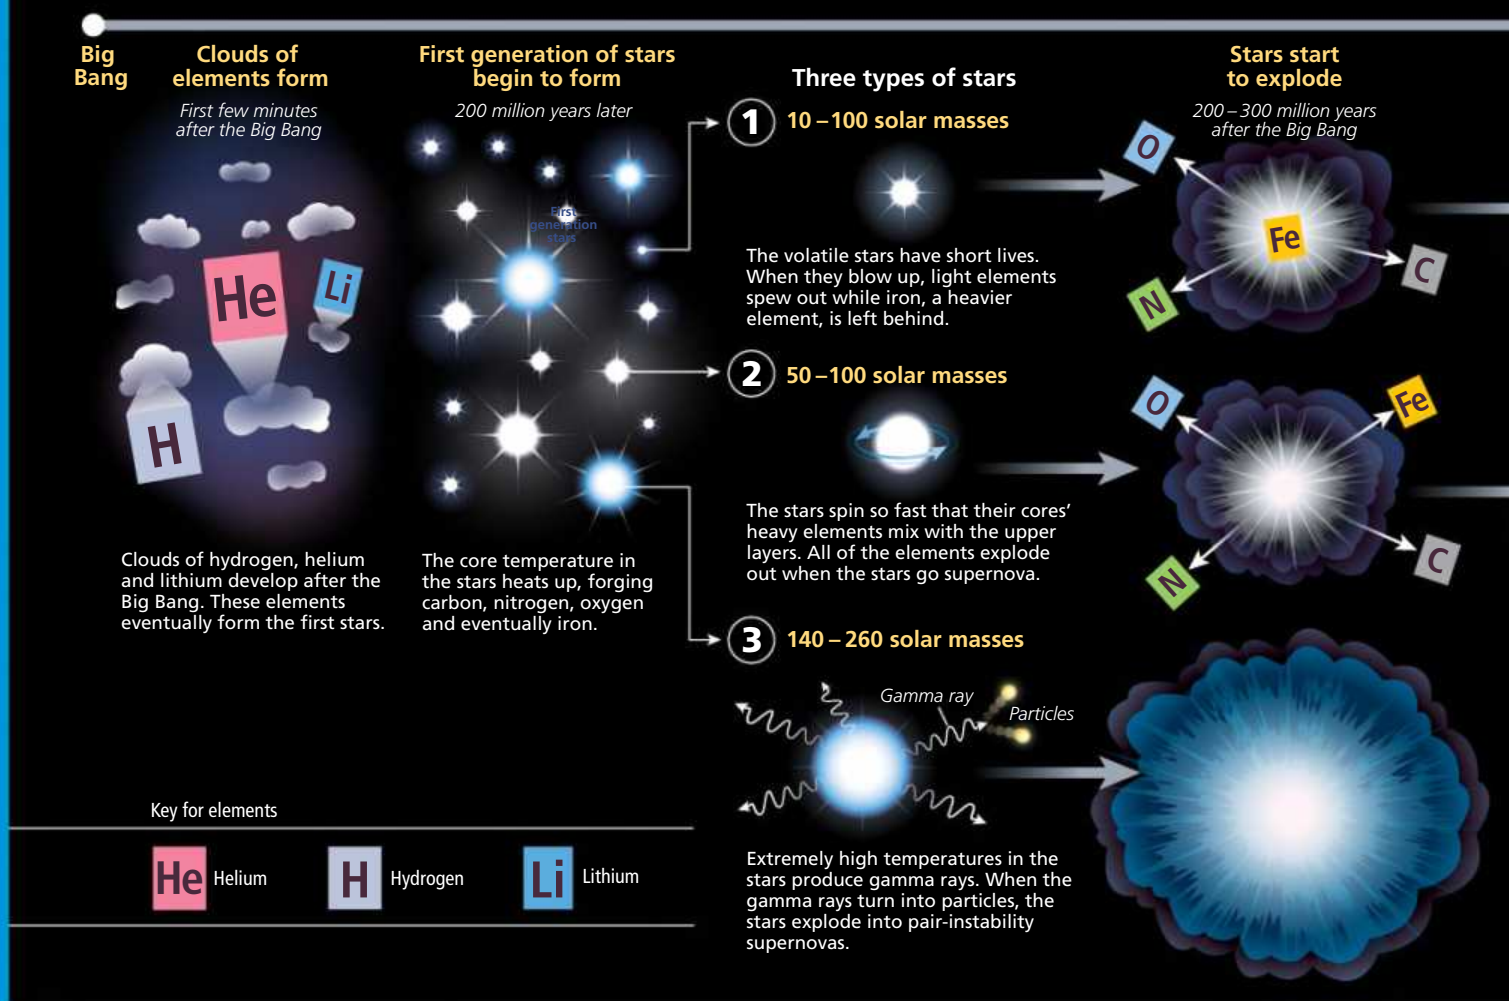 Big
Bang
Clouds of
elements form
First few minutes
after the Big Bang
He
Li
H
Clouds of hydrogen, helium
and lithium develop after the
Big Bang. These elements
eventually form the first stars.
First generation of stars
begin to form
200 million years later
First
generation
stars
The core temperature in
the stars heats up, forging
carbon, nitrogen, oxygen
and eventually iron.
Three types of stars
1 10–100 solar masses
The volatile stars have short lives.
When they blow up, light elements
spew out while iron, a heavier
element, is left behind.
2 50–100 solar masses
The stars spin so fast that their cores’
heavy elements mix with the upper
layers. All of the elements explode
out when the stars go supernova.
3 140–260 solar masses
Gamma ray
Particles
Extremely high temperatures in the
stars produce gamma rays. When the
gamma rays turn into particles, the
stars explode into pair-instability
supernovas.
Stars start
to explode
200–300 million years
after the Big Bang
O
Fe
C
N
O
Fe
C
N
Key for elements
He Helium
H Hydrogen
Li Lithium